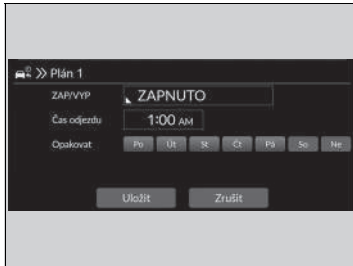 Plán 1
ZAP/VYP ZAPNUTO
Čas odjezdu 1:00 AM
Opakovat Po Út St Čt Pá So Ne
Uložit Zrušit